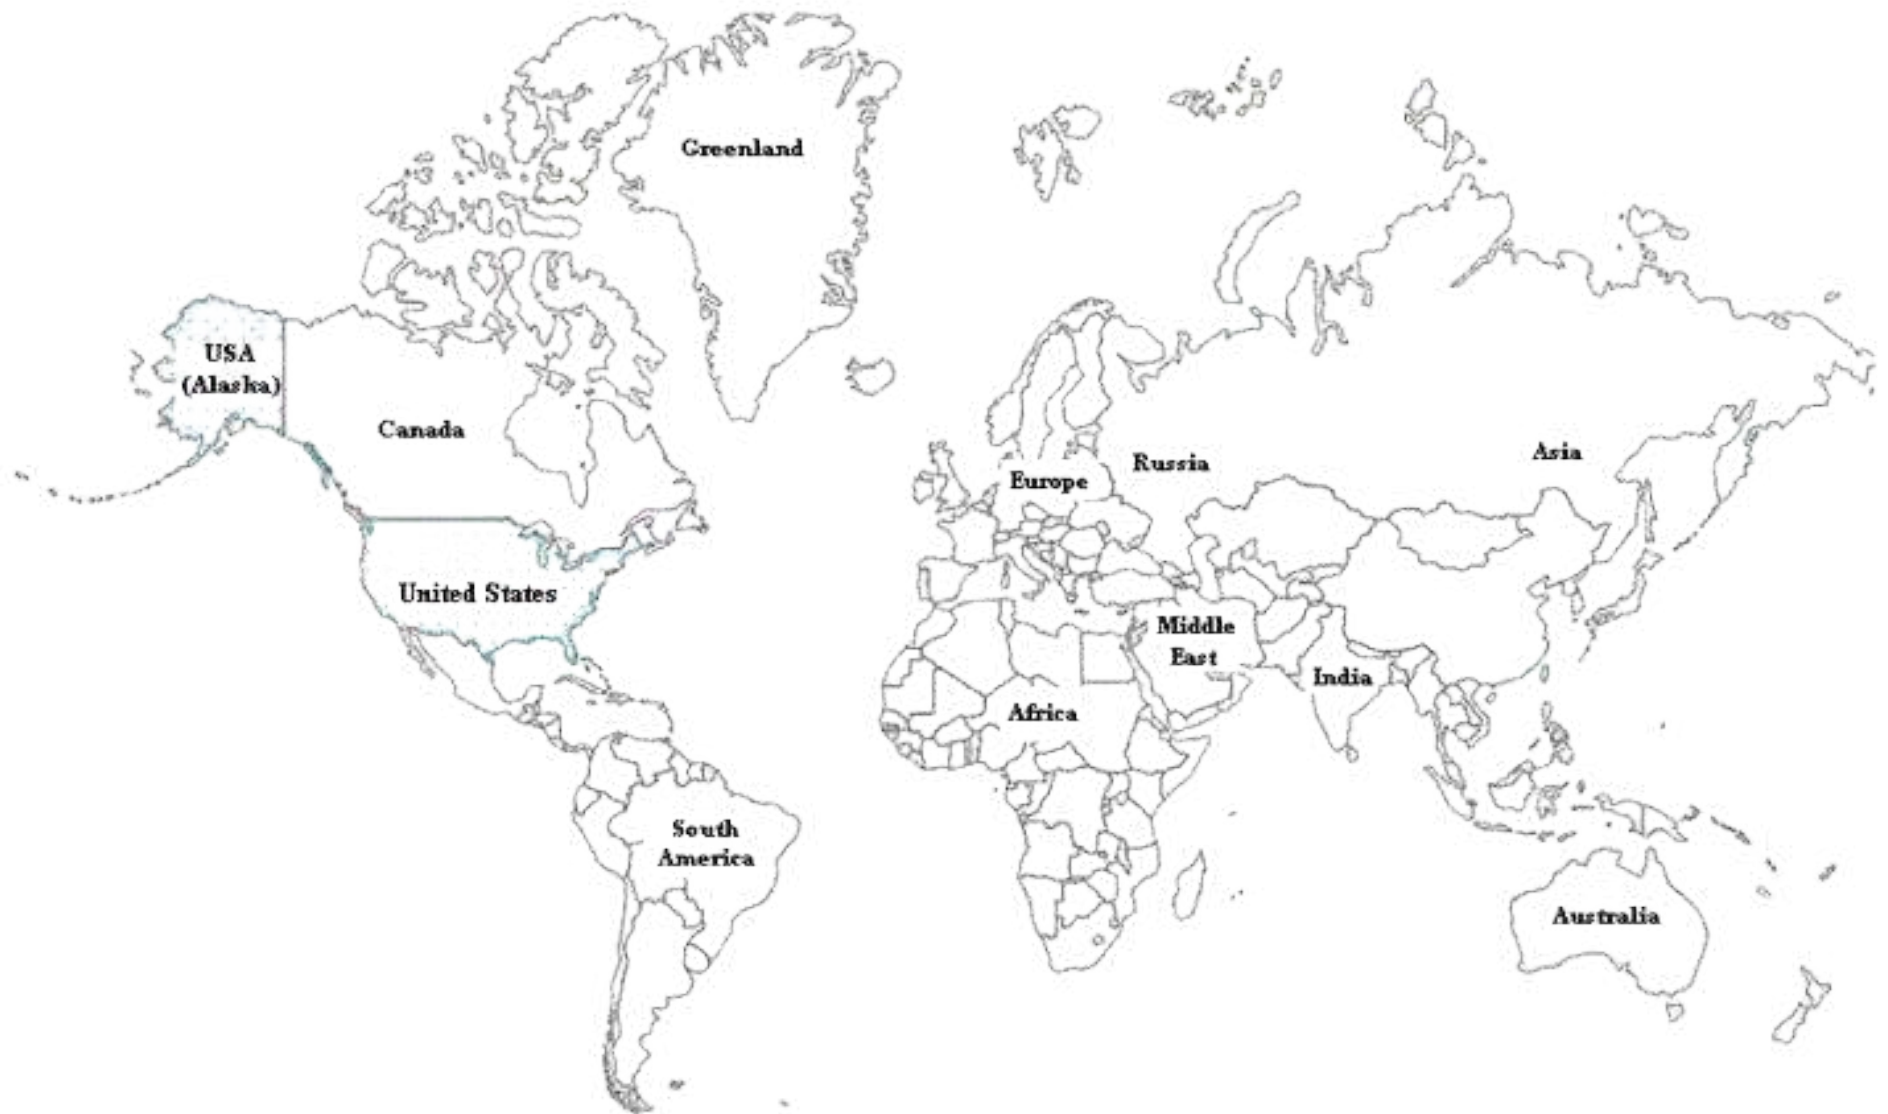 Greenland
USA
(Alaska)
Canada
Europe
Russia
Asia
United States
Middle
East
India
Africa
South
America
Australia